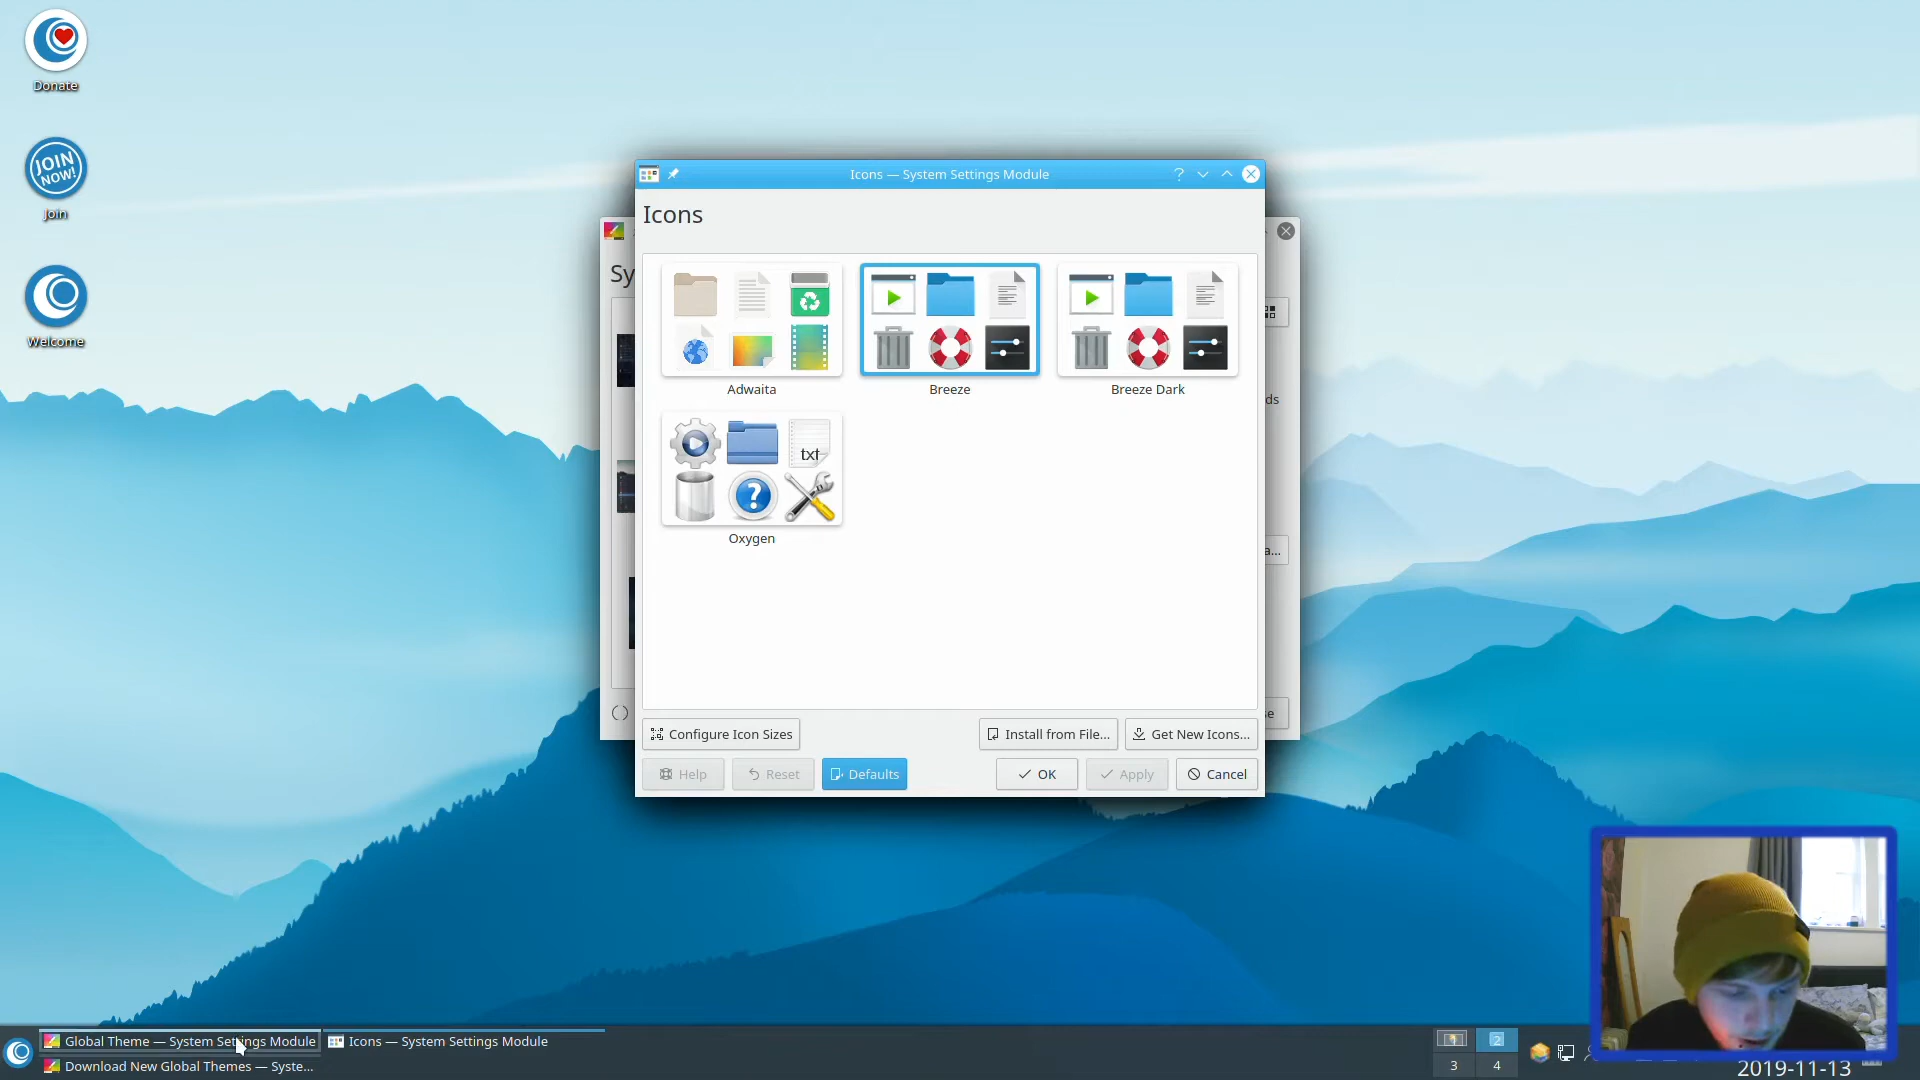 Donate
JOIN
NOW!
Join
Welcome
Icons — System Settings Module
Icons
Sy
Adwaita
Breeze
Breeze Dark
ds
txt
Oxygen
a...
se
Configure Icon Sizes
Install from File...
Get New Icons...
Help
Reset
Defaults
OK
Apply
Cancel
Global Theme — System Settings Module
Icons — System Settings Module
Download New Global Themes — Syste...
2
3
4
2019-11-13